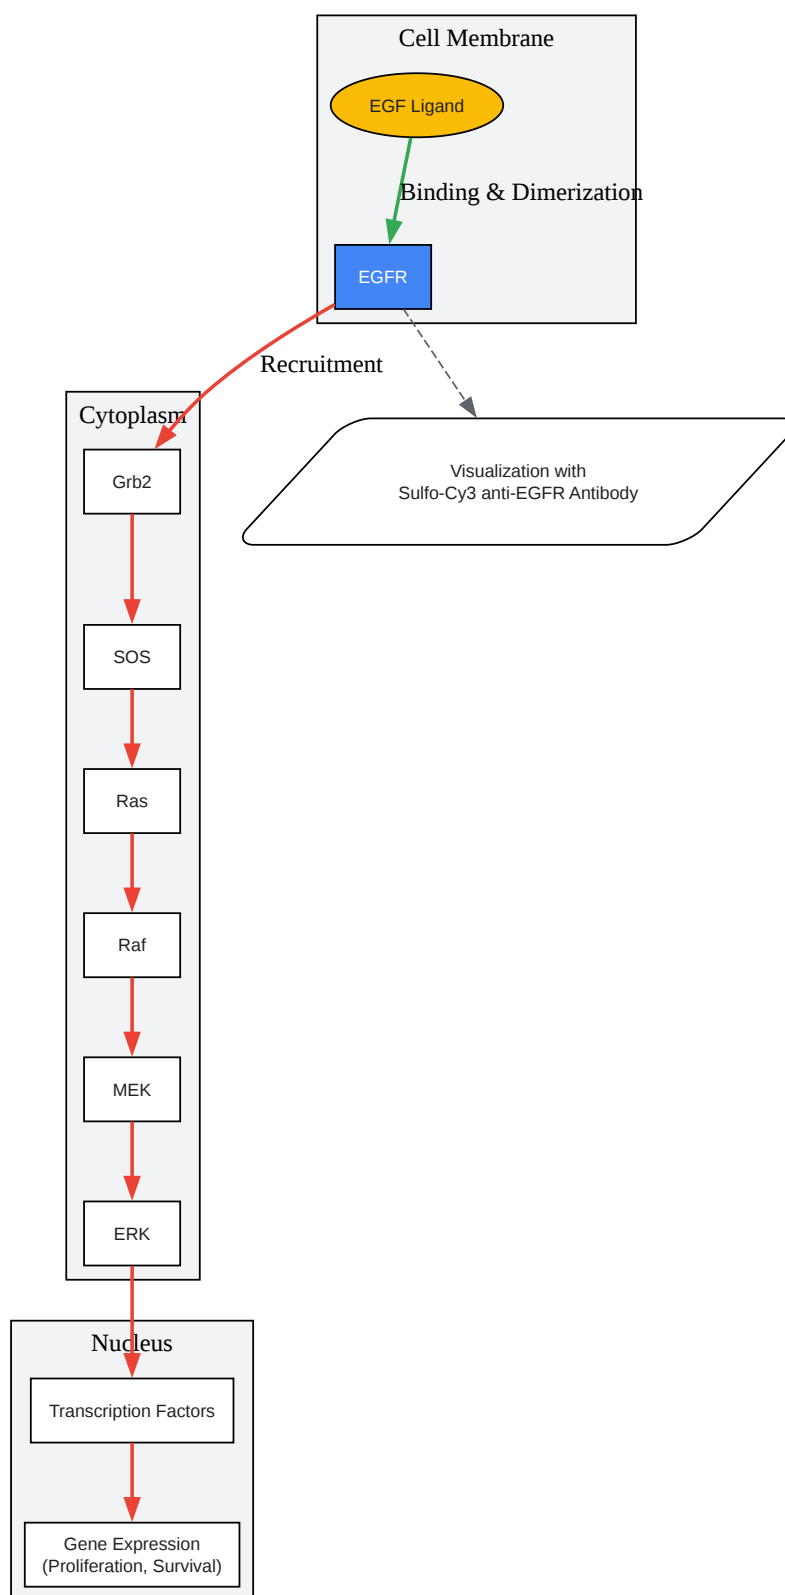 Cell Membrane
EGF Ligand
Binding & Dimerization
EGFR
Recruitment
Cytoplasm
Grb2
Visualization with
Sulfo-Cy3 anti-EGFR Antibody
SOS
Ras
Raf
MEK
ERK
Nucleus
Transcription Factors
Gene Expression
(Proliferation, Survival)